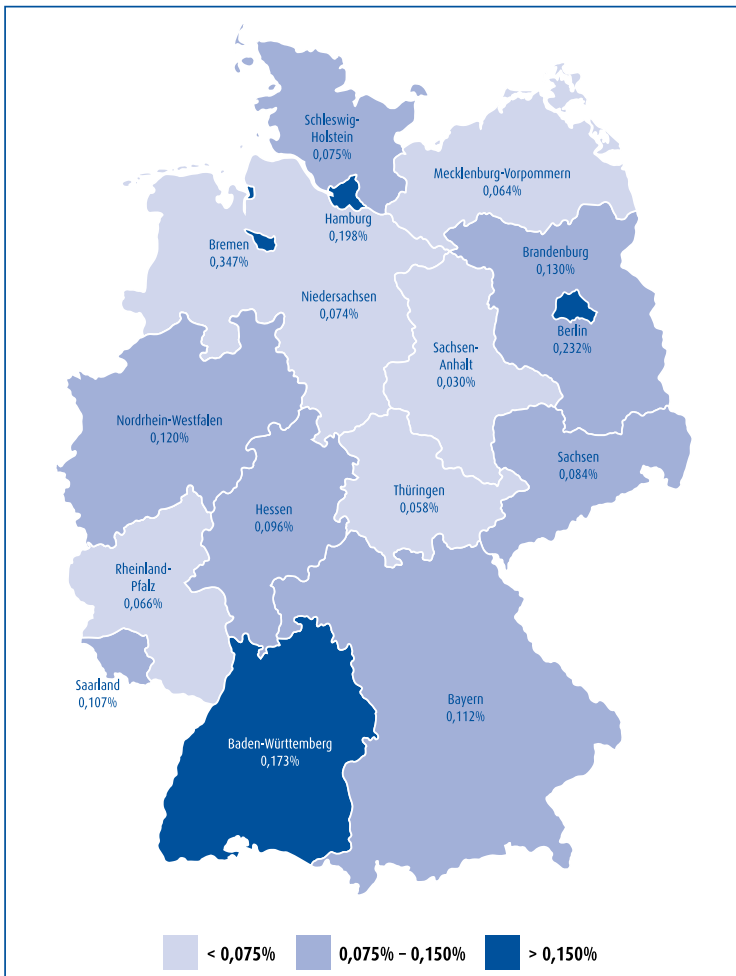 Schleswig-
Holstein
0,075%
Mecklenburg-Vorpommern
0,064%
Hamburg
0,198%
Bremen
0,347%
Brandenburg
0,130%
Niedersachsen
0,074%
Berlin
0,232%
Sachsen-
Anhalt
0,030%
Nordrhein-Westfalen
0,120%
Sachsen
0,084%
Thüringen
0,058%
Hessen
0,096%
Rheinland-
Pfalz
0,066%
Saarland
0,107%
Bayern
0,112%
Baden-Württemberg
0,173%
< 0,075% 0,075% – 0,150% > 0,150%